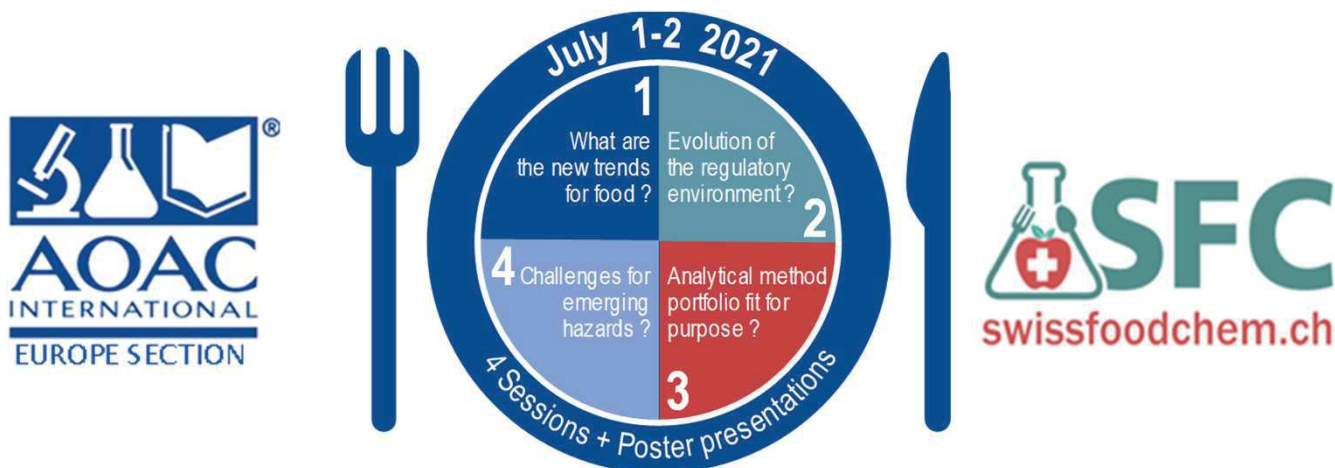 AOAC
INTERNATIONAL
EUROPE SECTION
®
July 1-2 2021
1
What are
the new trends
for food ?
Evolution of
the regulatory
environment ?
2
Analytical method
portfolio fit for
purpose ?
3
4
Challenges for
emerging
hazards ?
4 Sessions + Poster presentations
SFC
swissfoodchem.ch